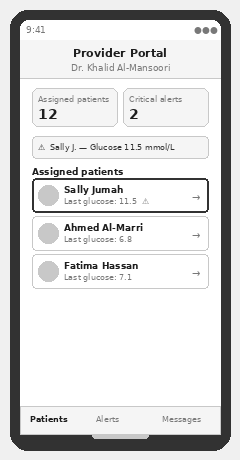 9:41
Provider Portal
Dr. Khalid Al-Mansoori
Assigned patients
12
Critical alerts
2
⚠ Sally J. — Glucose 11.5 mmol/L
Assigned patients
Sally Jumah
Last glucose: 11.5 ⚠
→
Ahmed Al-Marri
Last glucose: 6.8
→
Fatima Hassan
Last glucose: 7.1
→
Patients Alerts Messages